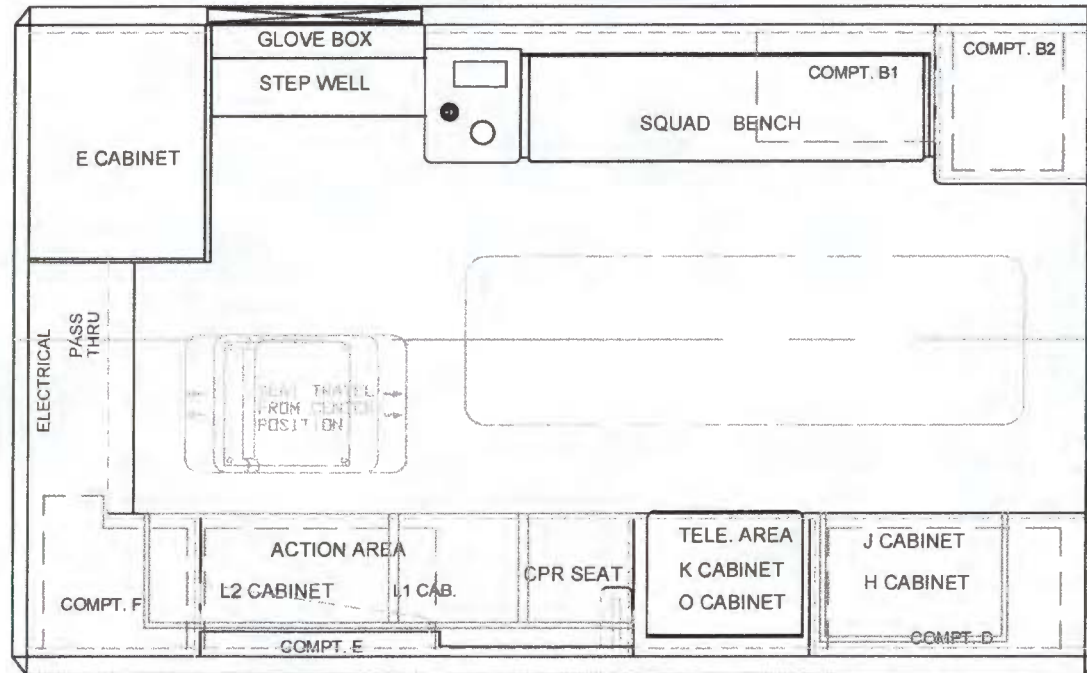 GLOVE BOX
STEP WELL
COMPT. B2
COMPT. B1
SQUAD BENCH
E CABINET
ELECTRICAL
PASS
THRU
SEAT TRAVEL
FROM CENTER
POSITION
ACTION AREA
L2 CABINET
L1 CAB.
CPR SEAT
TELE. AREA
K CABINET
O CABINET
J CABINET
H CABINET
COMPT. F
COMPT. E
COMPT. D